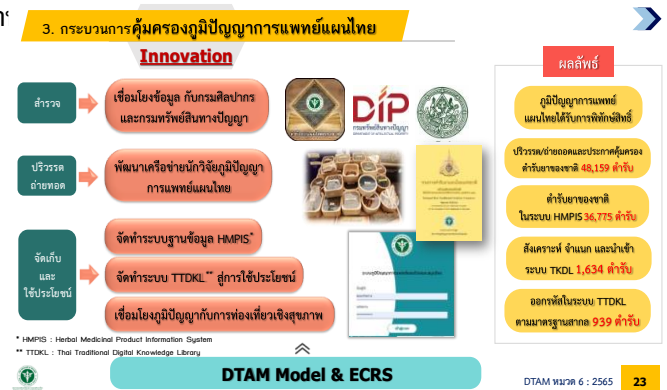 3. กระบวนการคุ้มครองภูมิปัญญาการแพทย์แผนไทย
Innovation
สำรวจ
เชื่อมโยงข้อมูล กับกรมศิลปากร
และกรมทรัพย์สินทางปัญญา
DIP
กรมทรัพย์สินทางปัญญา
ปริวรรต
ถ่ายทอด
พัฒนาเครือข่ายนักวิจัยภูมิปัญญา
การแพทย์แผนไทย
จัดเก็บ
และ
ใช้ประโยชน์
จัดทำระบบฐานข้อมูล HMPIS*
จัดทำระบบ TTDKL** สู่การใช้ประโยชน์
เชื่อมโยงภูมิปัญญากับการท่องเที่ยวเชิงสุขภาพ
* HMPIS : Herbal Medicinal Product Information System
** TTDKL : Thai Traditional Digital Knowledge Library
DTAM Model & ECRS
ผลลัพธ์
ภูมิปัญญาการแพทย์
แผนไทยได้รับการพิทักษ์สิทธิ์
ปริวรรต/ถ่ายถอดและประกาศคุ้มครอง
ตำรับยาของชาติ 48,159 ตำรับ
ตำรับยาของชาติ
ในระบบ HMPIS 36,775 ตำรับ
สังเคราะห์ จำแนก และนำเข้า
ระบบ TKDL 1,634 ตำรับ
ออกรหัสในระบบ TTDKL
ตามมาตรฐานสากล 939 ตำรับ
DTAM หมวด 6 : 2565
23